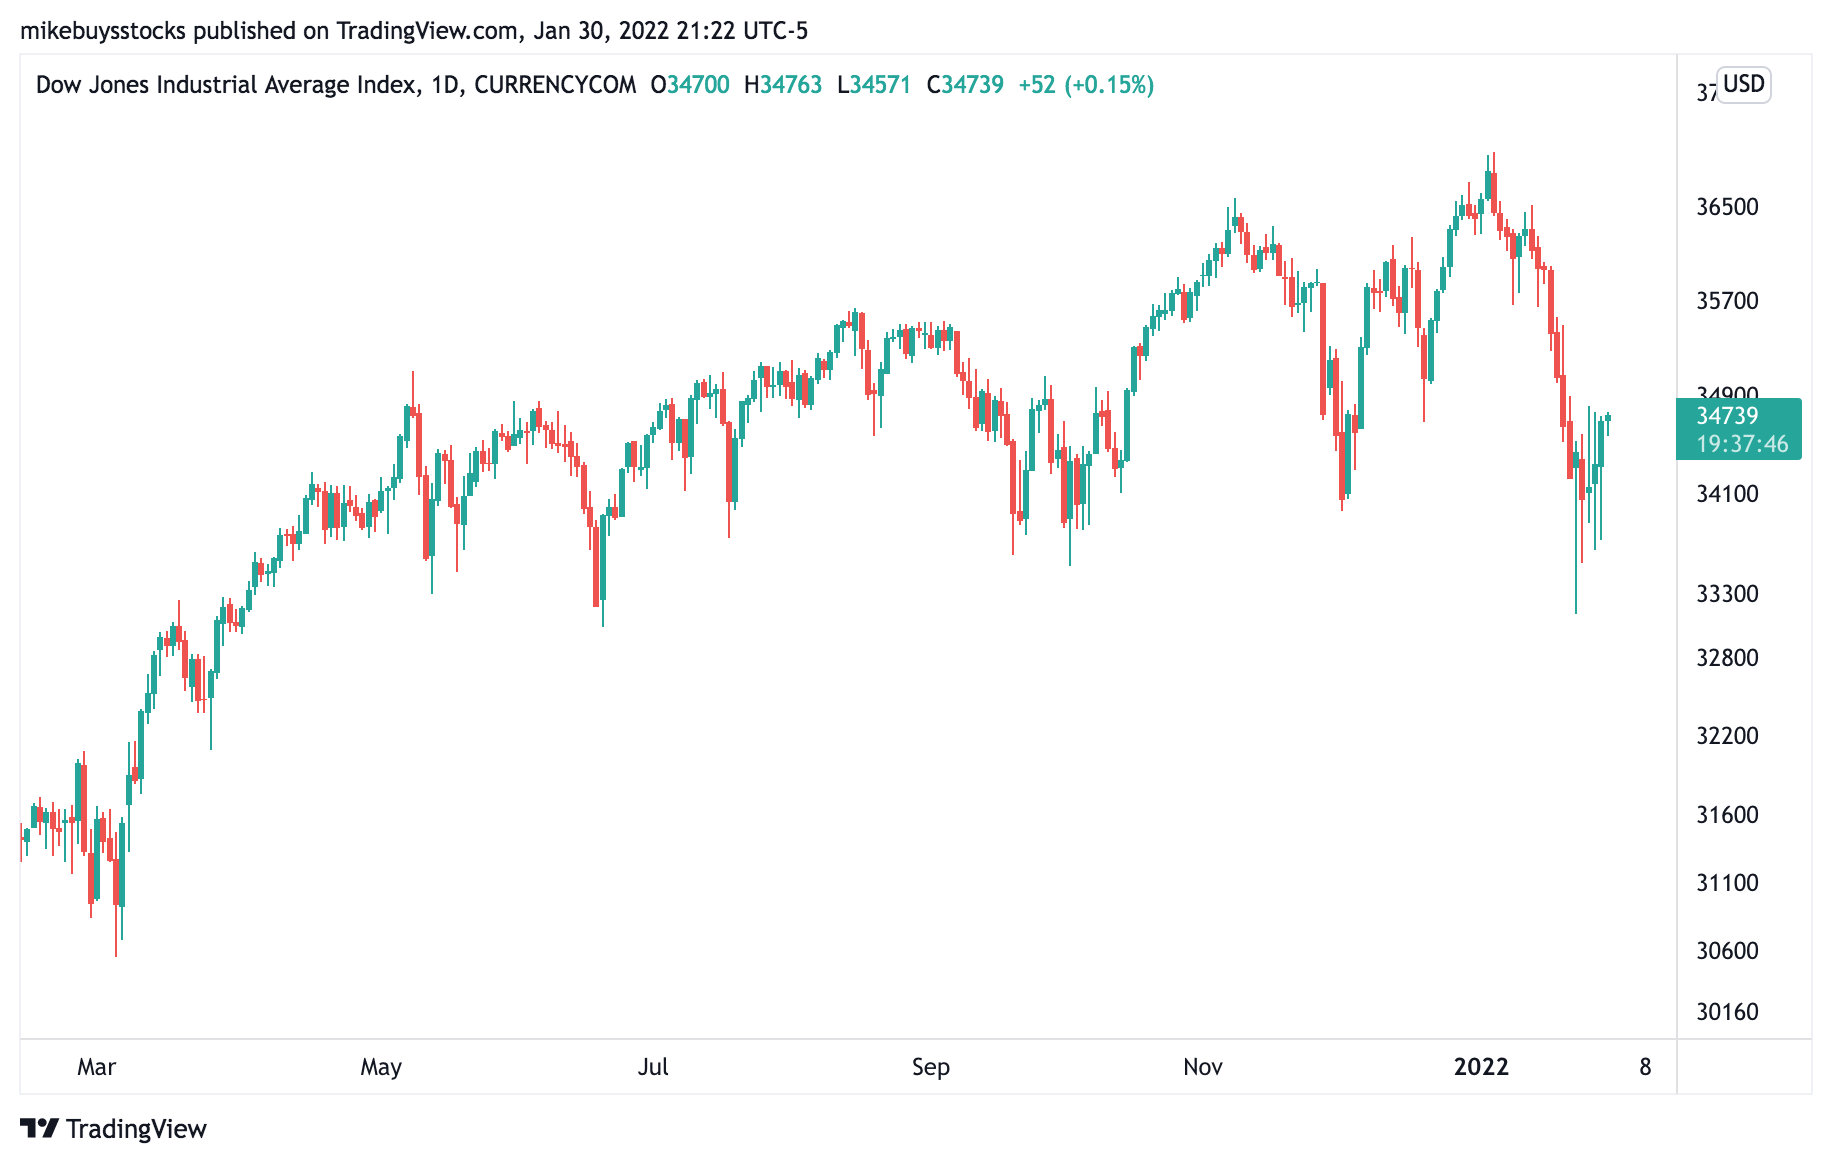 mikebuysstocks published on TradingView.com, Jan 30, 2022 21:22 UTC-5
Dow Jones Industrial Average Index, 1D, CURRENCYCOM O34700 H34763 L34571 C34739 +52 (+0.15%)
USD
36500
35700
34900
34739
19:37:46
34100
33300
32800
32200
31600
31100
30600
30160
Mar May Jul Sep Nov 2022 8
TradingView